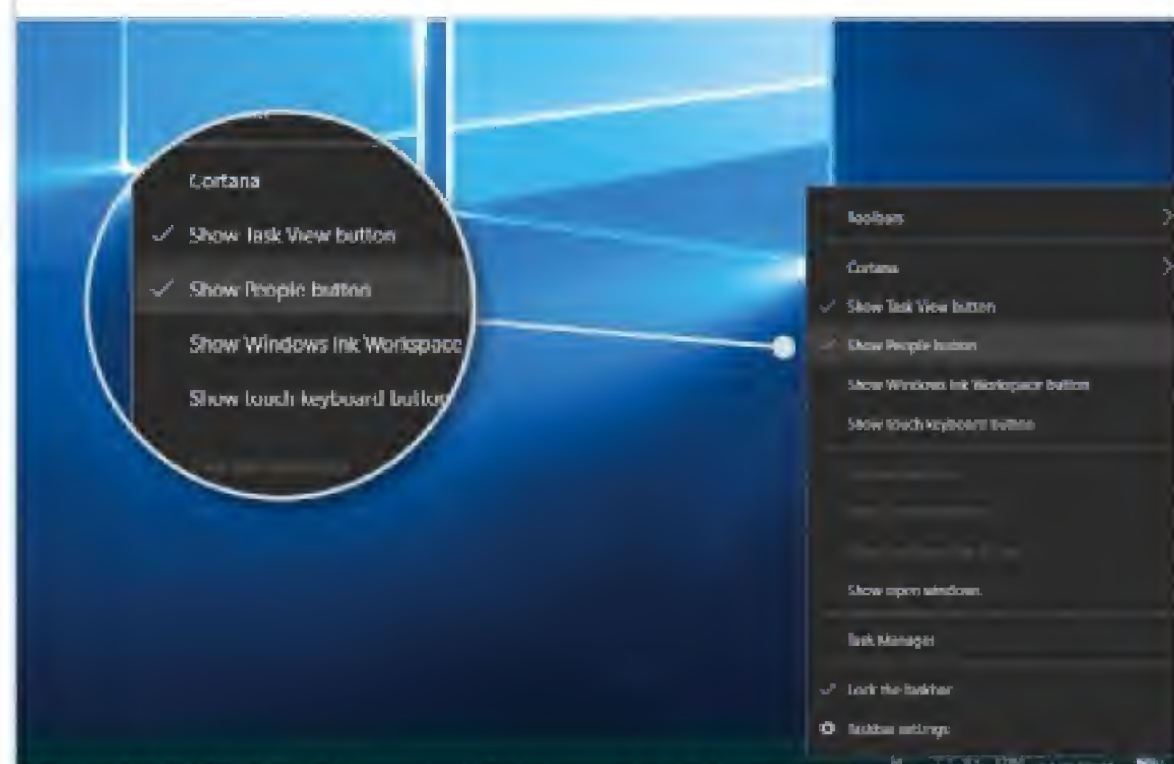 Cortana
Show Task View button
Show People button
Show Windows Ink Workspace
Show touch keyboard button
Toolbars
Cortana
Show Task View button
Show People button
Show Windows Ink Workspace button
Show touch keyboard button
Show open windows
Task Manager
Lock the taskbar
Taskbar settings